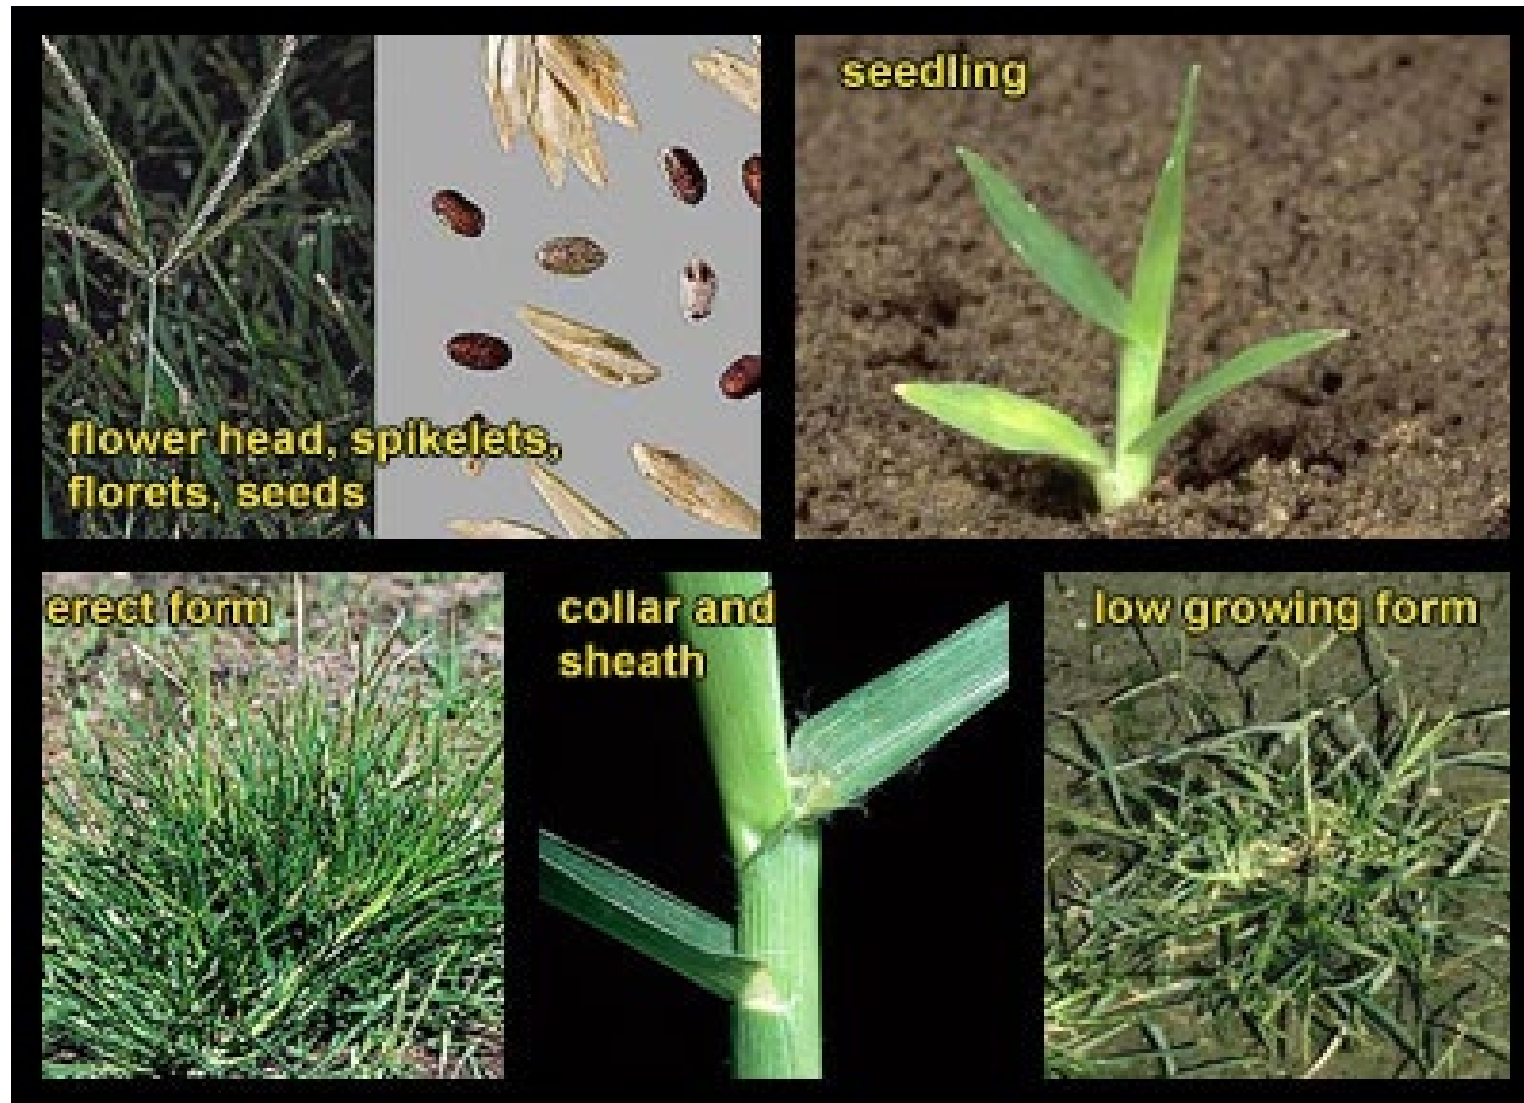 seedling
flower head, spikelets,
florets, seeds
erect form
collar and
sheath
low growing form